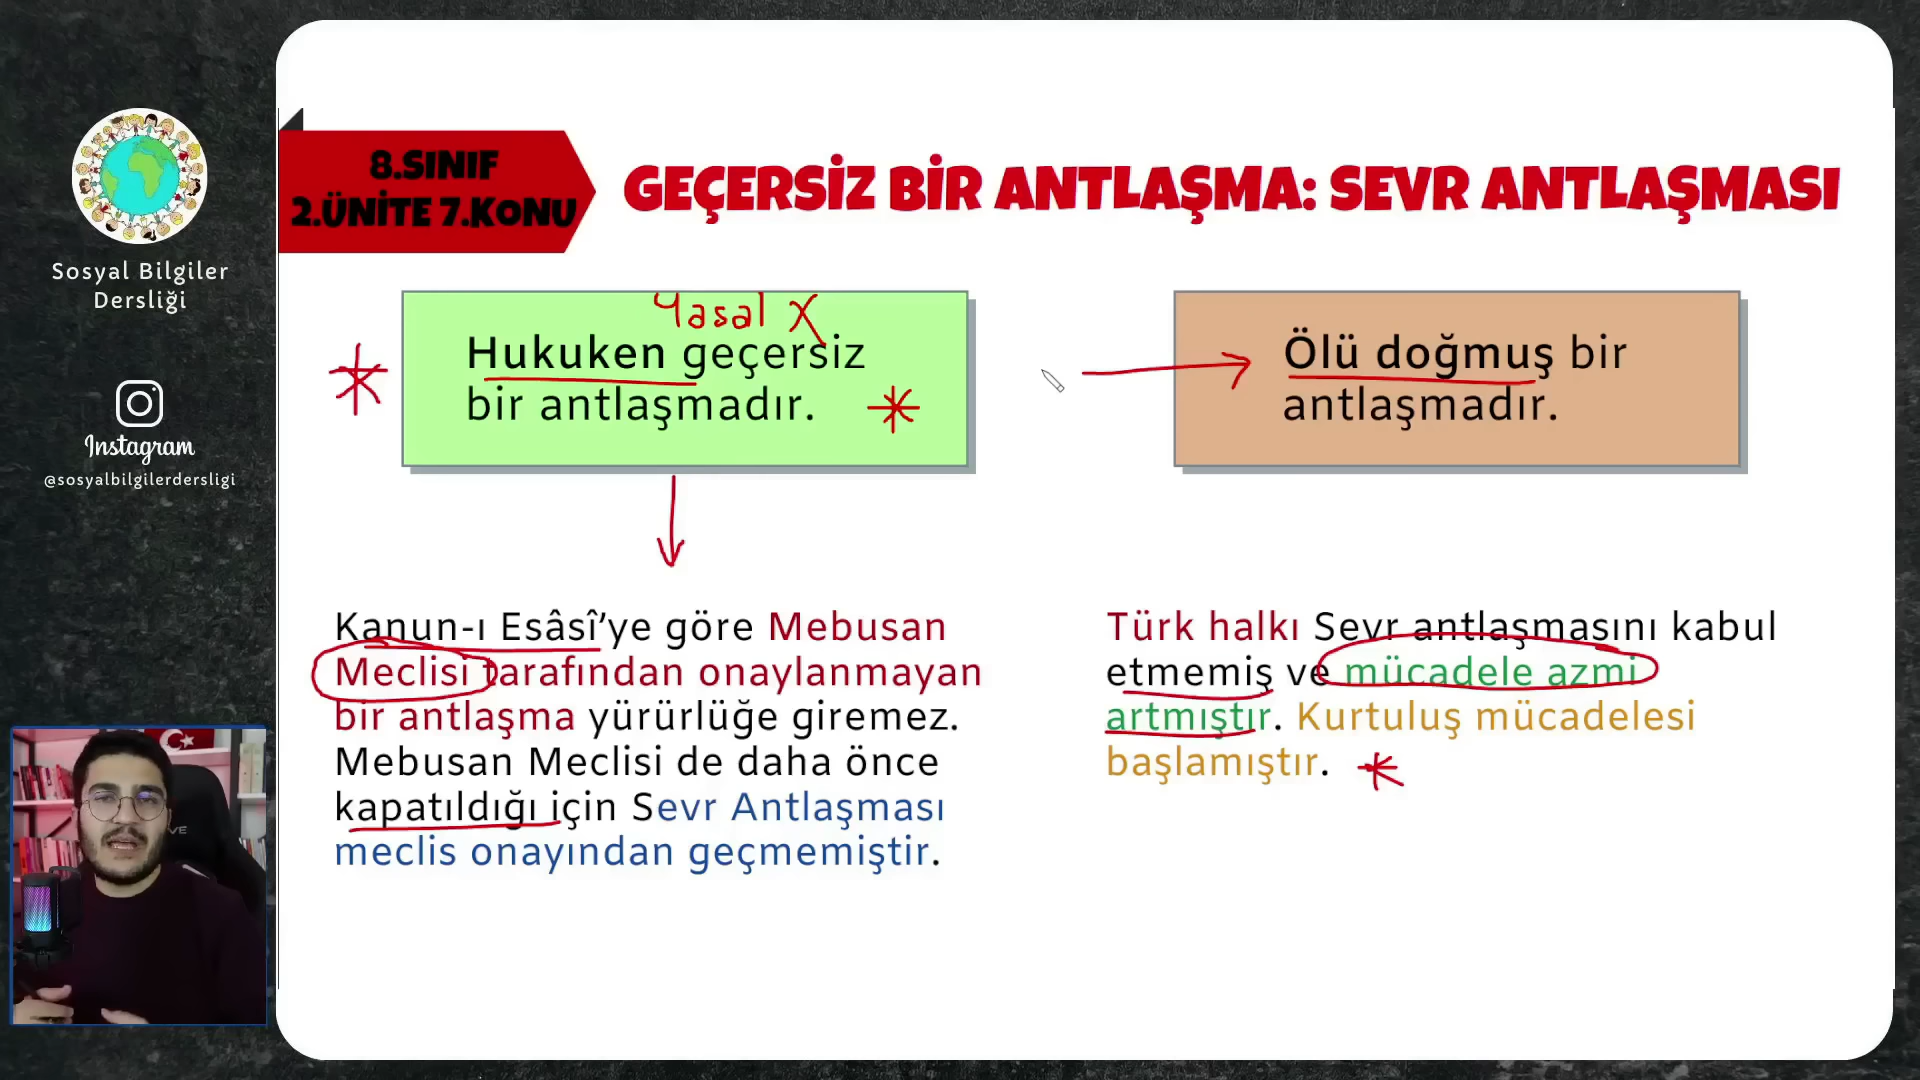 Sosyal Bilgiler
Dersliği
Instagram
@sosyalbilgilerdersligi
8.SINIF
2.ÜNİTE 7.KONU
GEÇERSİZ BİR ANTLAŞMA: SEVR ANTLAŞMASI
Yasal X
Hukuken geçersiz
bir antlaşmadır.
Ölü doğmuş bir
antlaşmadır.
Kanun-ı Esâsî’ye göre Mebusan
Meclisi tarafından onaylanmayan
bir antlaşma yürürlüğe giremez.
Mebusan Meclisi de daha önce
kapatıldığı için Sevr Antlaşması
meclis onayından geçmemiştir.
Türk halkı Sevr antlaşmasını kabul
etmemiş ve mücadele azmi
artmıştır. Kurtuluş mücadelesi
başlamıştır.